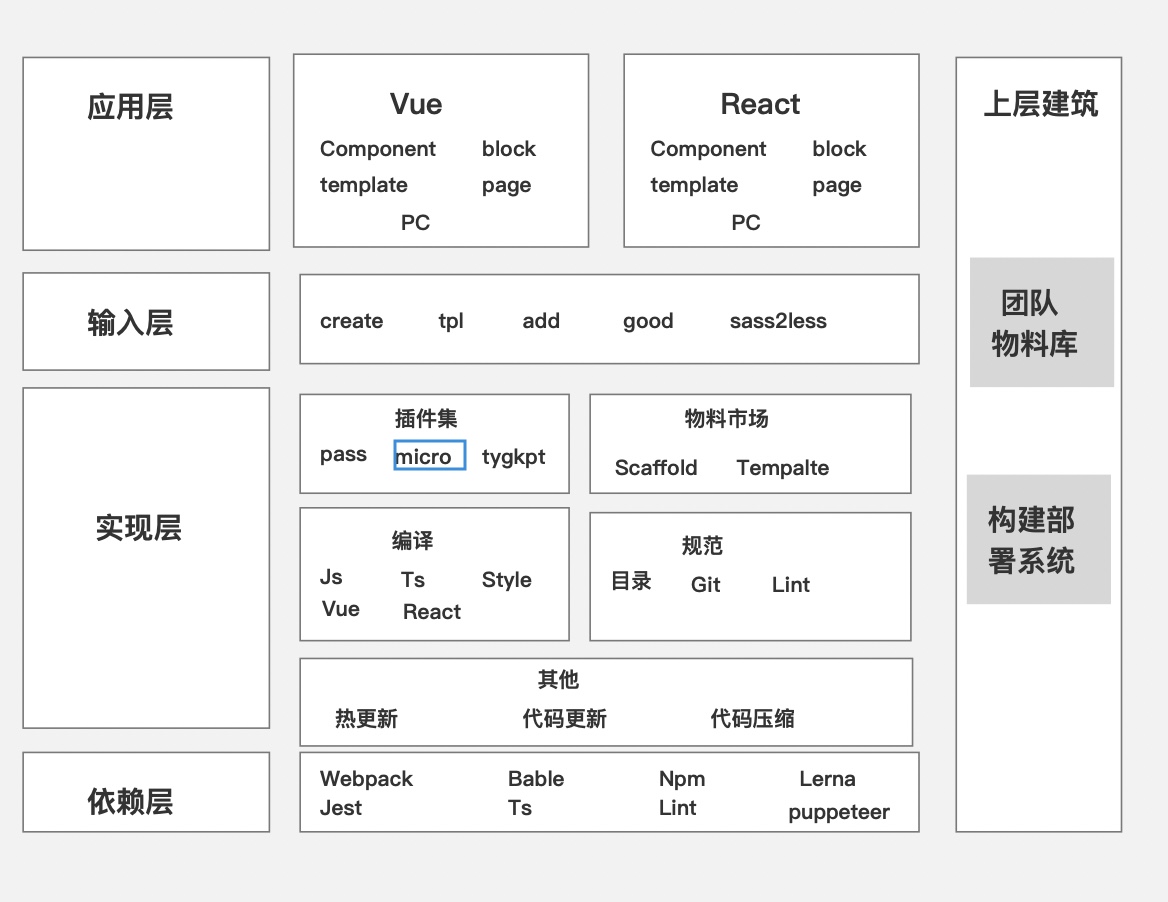 应用层
Vue
Component block
template page
PC
React
Component block
template page
PC
输入层
create tpl add good sass2less
实现层
插件集
pass micro tygkpt
物料市场
Scaffold Tempalte
编译
Js Ts Style
Vue React
规范
目录 Git Lint
其他
热更新 代码更新 代码压缩
依赖层
Webpack Bable Npm Lerna
Jest Ts Lint puppeteer
上层建筑
团队
物料库
构建部
署系统